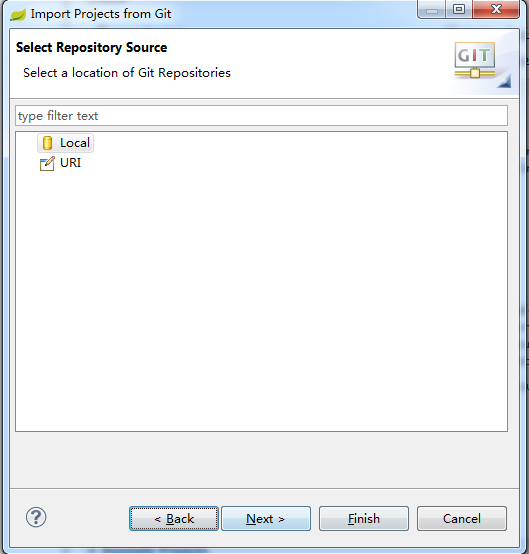 Import Projects from Git
Select Repository Source
Select a location of Git Repositories
GIT
type filter text
Local
URI
< Back
Next >
Finish
Cancel